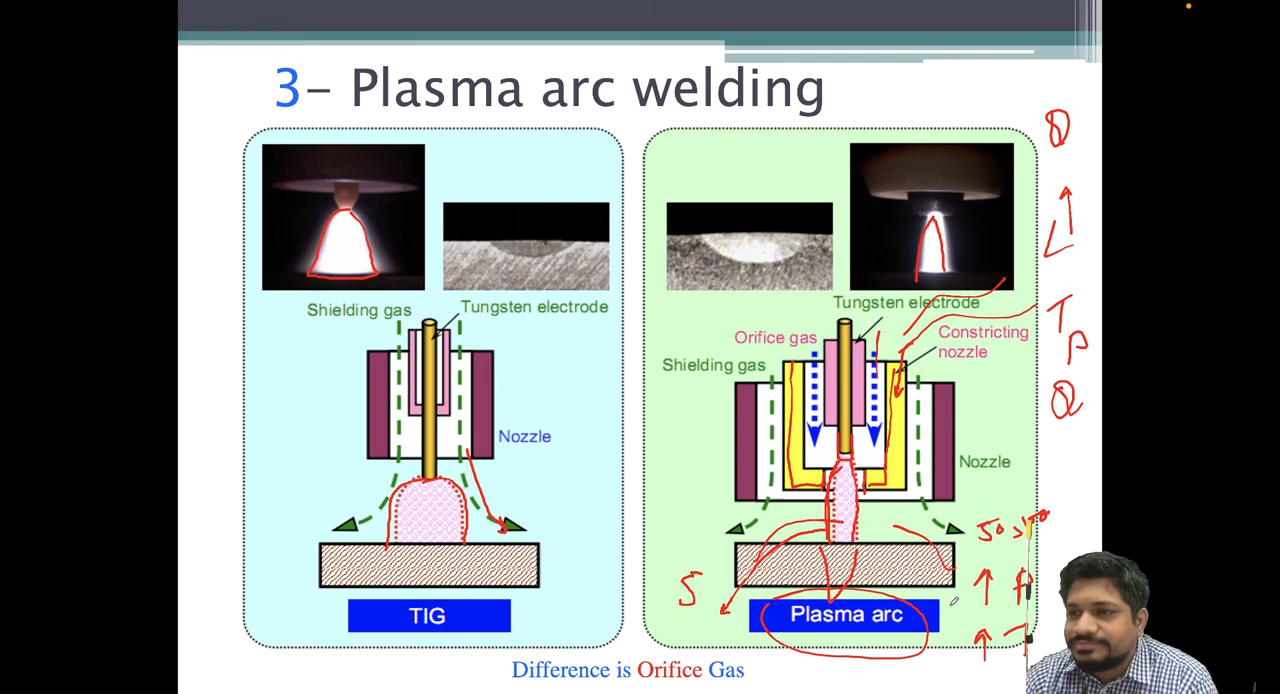 3- Plasma arc welding
Shielding gas
Tungsten electrode
Nozzle
TIG
Tungsten electrode
Orifice gas
Constricting
nozzle
Shielding gas
Nozzle
Plasma arc
Difference is Orifice Gas
T
P
Q
S
50